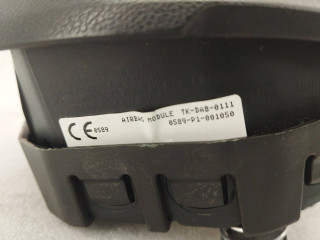 CE 0589
AIRBAG MODULE TK-DAB-0111
0589-P1-001050